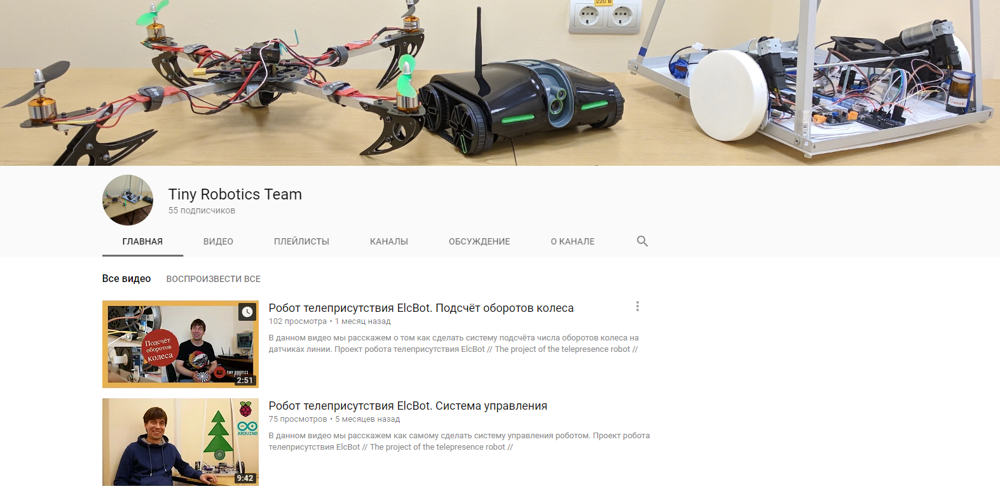 220 В
Tiny Robotics Team
55 подписчиков
ГЛАВНАЯ ВИДЕО ПЛЕЙЛИСТЫ КАНАЛЫ ОБСУЖДЕНИЕ О КАНАЛЕ
Все видео ВОСПРОИЗВЕСТИ ВСЕ
Подсчёт
оборотов
колеса
TINY ROBOTICS
2:51
Робот телеприсутствия ElcBot. Подсчёт оборотов колеса
102 просмотра • 1 месяц назад
В данном видео мы расскажем о том как сделать систему подсчёта числа оборотов колеса на
датчиках линии. Проект робота телеприсутствия ElcBot // The project of the telepresence robot //
ARDUINO
9:42
Робот телеприсутствия ElcBot. Система управления
75 просмотров • 5 месяцев назад
В данном видео мы расскажем как самому сделать систему управления роботом. Проект робота
телеприсутствия ElcBot // The project of the telepresence robot //